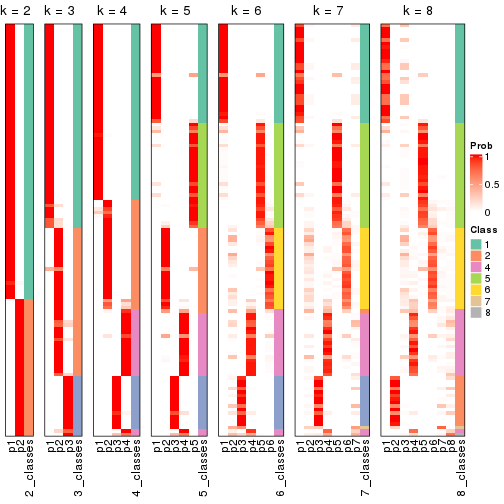 k = 2
k = 3
k = 4
k = 5
k = 6
k = 7
k = 8
Prob
1
0.5
0
Class
1
2
4
5
6
7
8
p1
p2
2_classes
p1
p2
p3
3_classes
p1
p2
p3
p4
4_classes
p1
p2
p3
p4
p5
5_classes
p1
p2
p3
p4
p5
p6
6_classes
p1
p2
p3
p4
p5
p6
p7
7_classes
p1
p2
p3
p4
p5
p6
p7
p8
8_classes